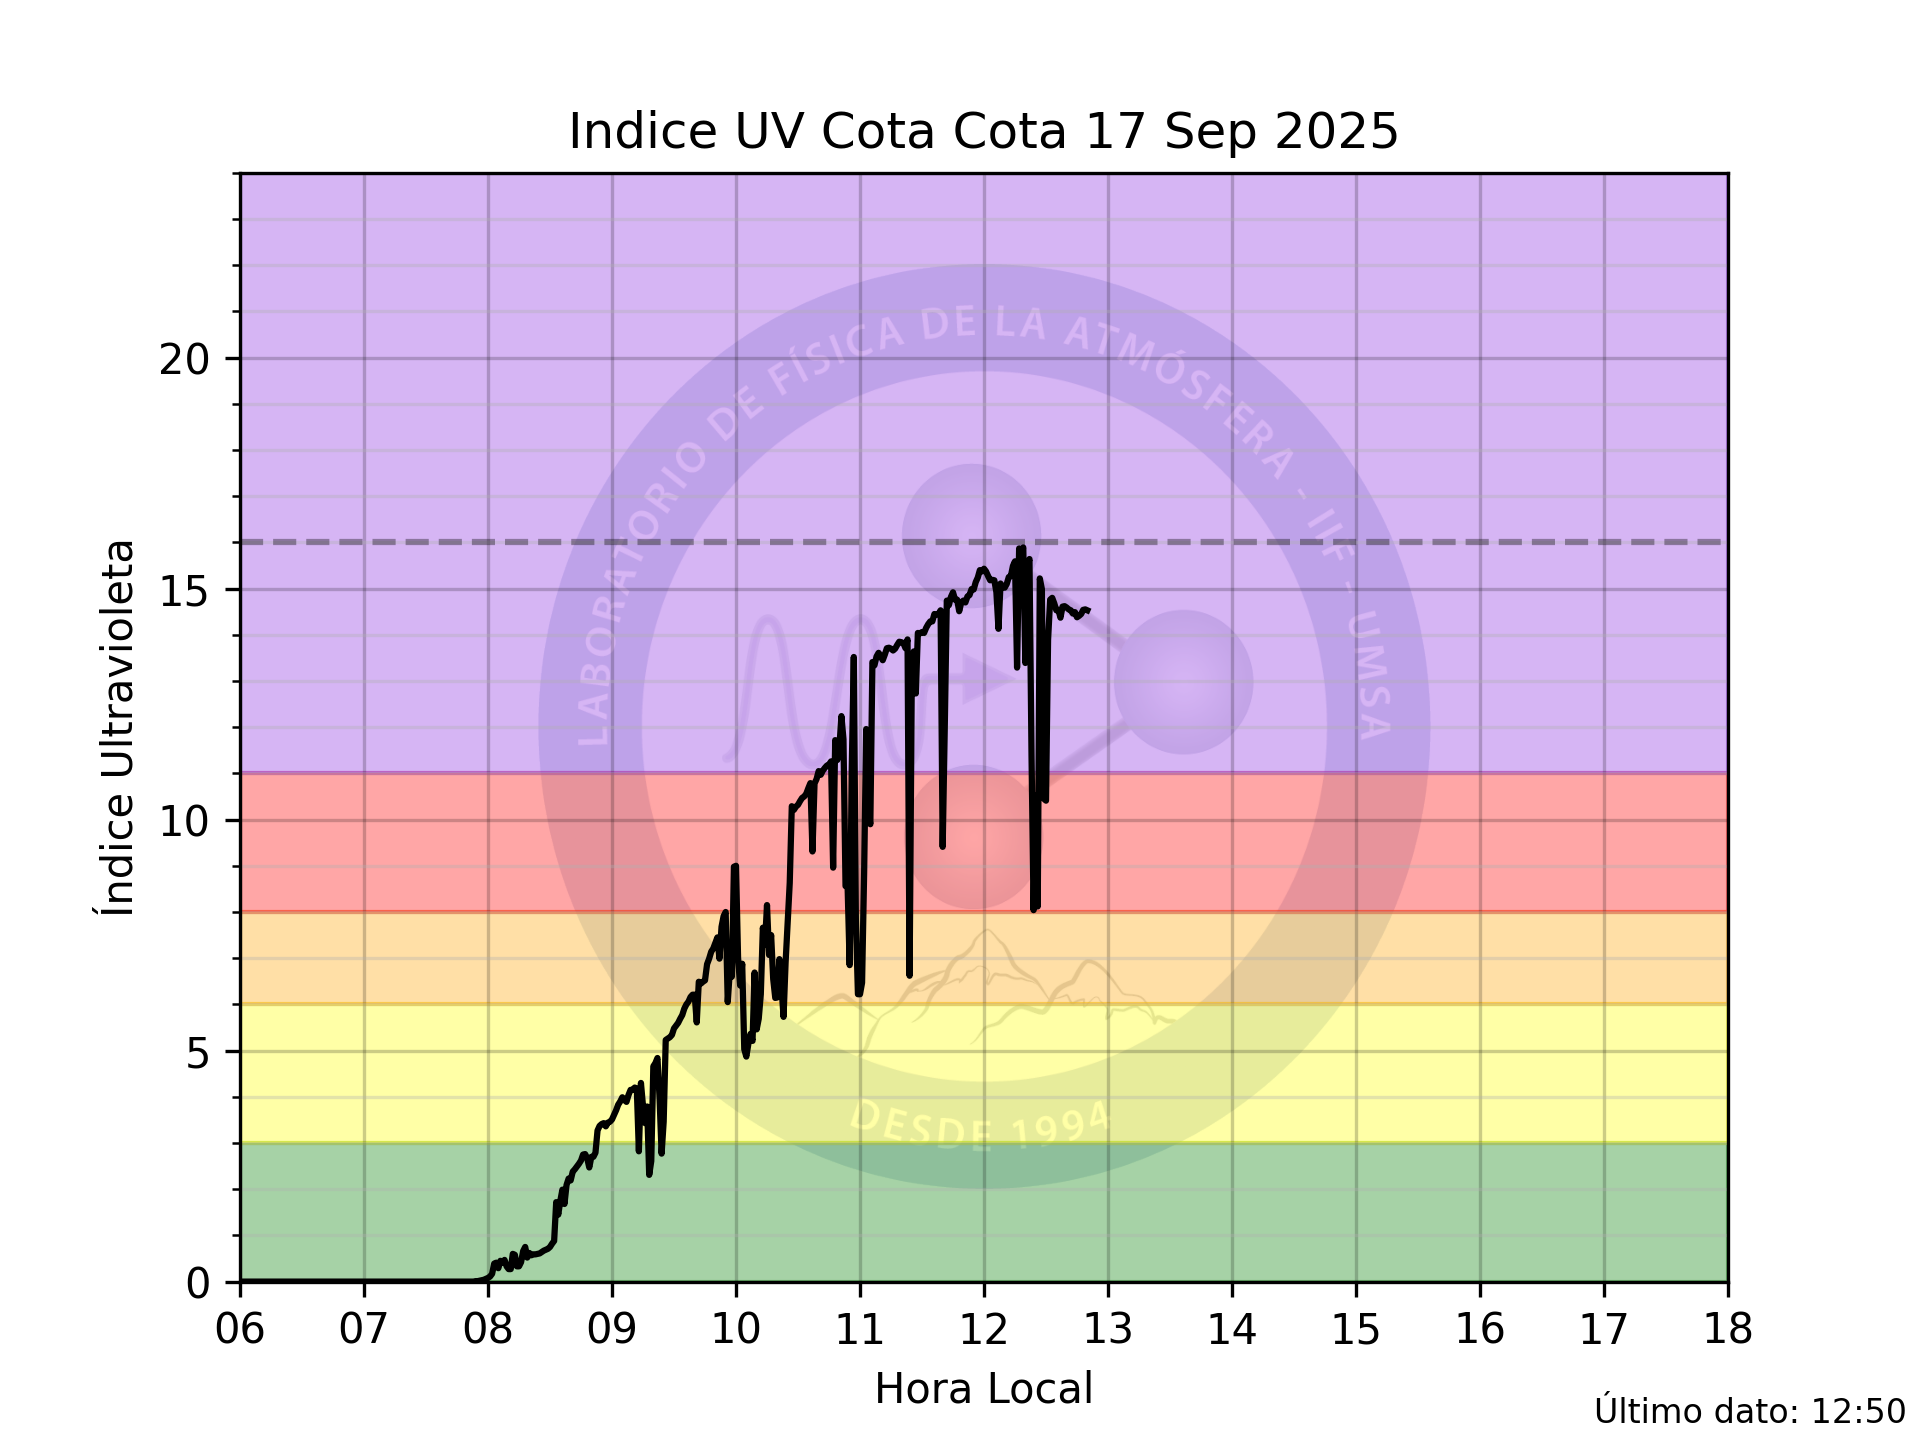 Indice UV Cota Cota 17 Sep 2025
LABORATORIO DE FÍSICA DE LA ATMÓSFERA - IIF - UMSA
DESDE 1994
Índice Ultravioleta
20
15
10
5
0
06 07 08 09 10 11 12 13 14 15 16 17 18
Hora Local
Último dato: 12:50